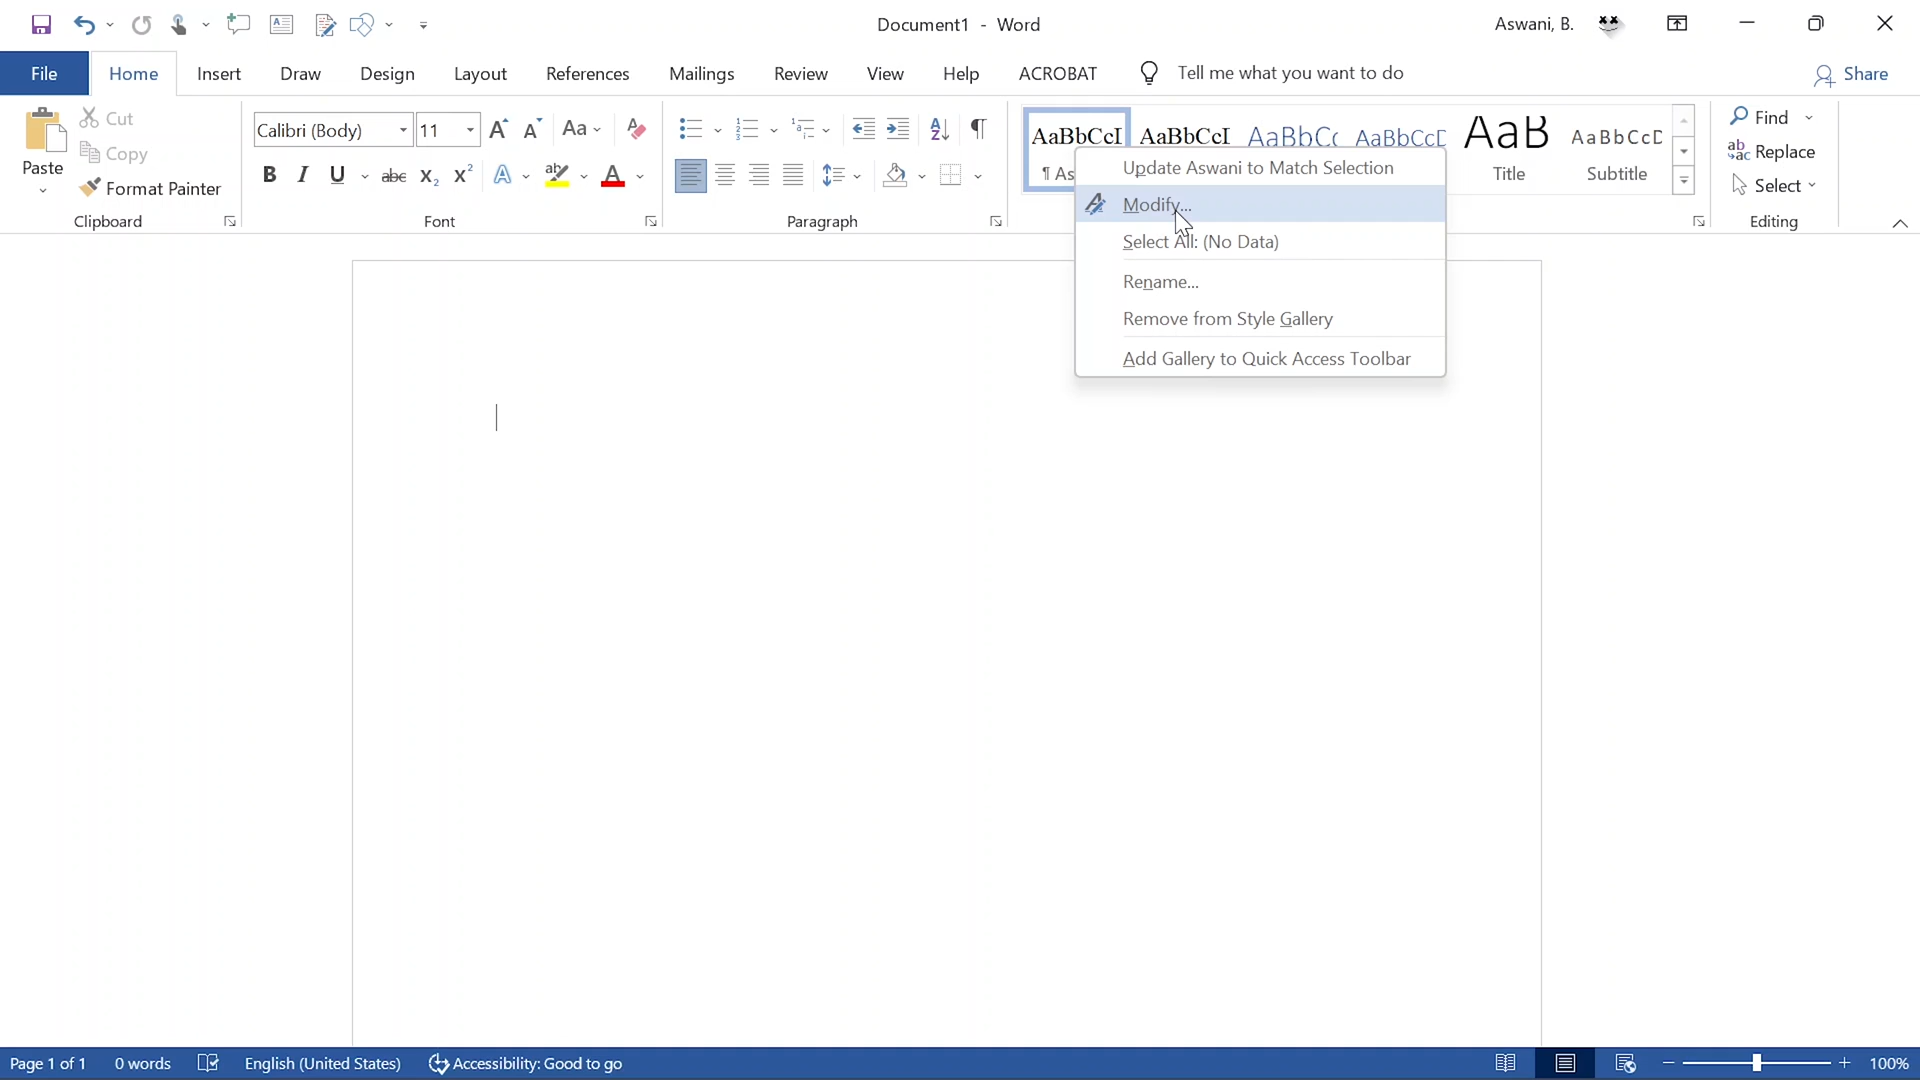 Document1 - Word
Aswani, B.
File Home Insert Draw Design Layout References Mailings Review View Help ACROBAT Tell me what you want to do Share
Paste
Cut
Copy
Format Painter
Clipboard
Calibri (Body) 11
Font
Paragraph
AaBbCcI AaBbCcI AaBbCc AaBbCcC AaB AaBbCcD
¶ As
Title Subtitle
Update Aswani to Match Selection
Modify...
Select All: (No Data)
Rename...
Remove from Style Gallery
Add Gallery to Quick Access Toolbar
Find
Replace
Select
Editing
Page 1 of 1 0 words English (United States) Accessibility: Good to go 100%